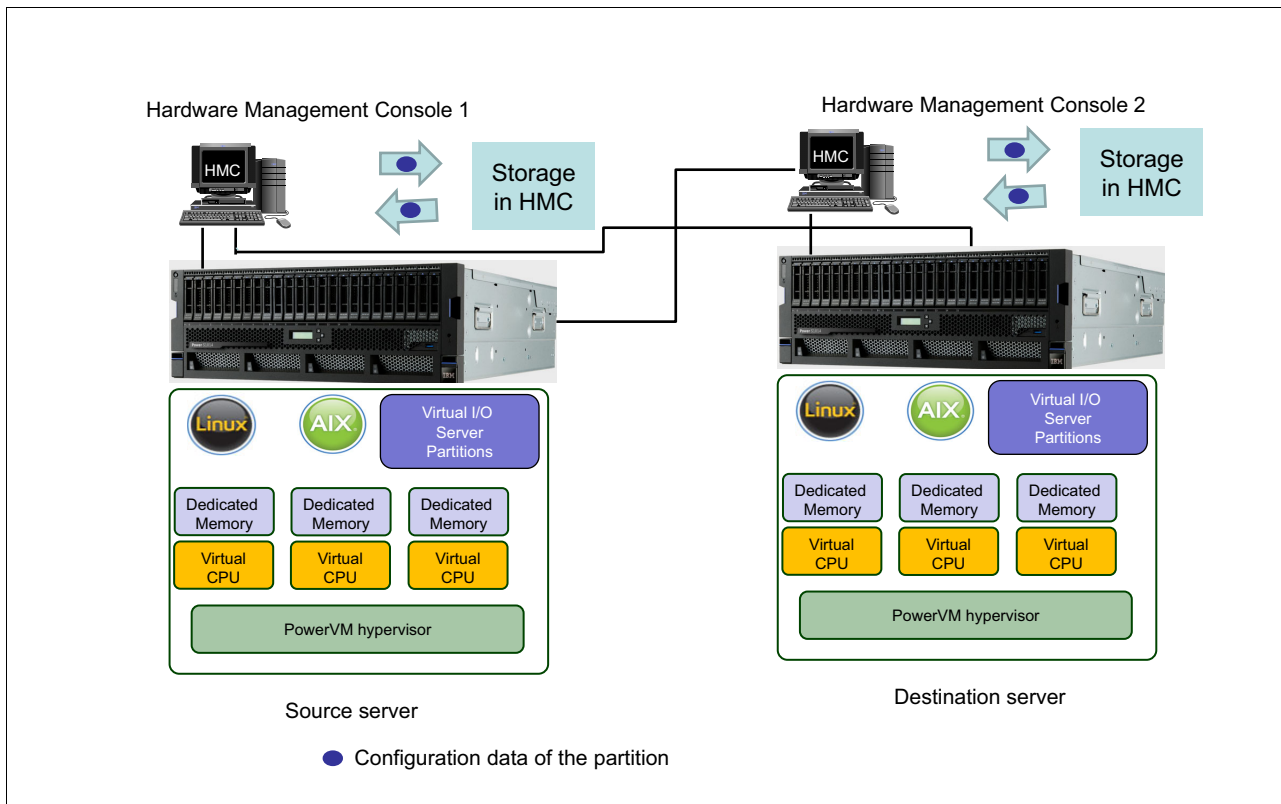 Hardware Management Console 1
Hardware Management Console 2
HMC
Storage
in HMC
HMC
Storage
in HMC
Linux
AIX
Virtual I/O
Server
Partitions
Dedicated
Memory
Dedicated
Memory
Dedicated
Memory
Virtual
CPU
Virtual
CPU
Virtual
CPU
PowerVM hypervisor
Source server
Linux
AIX
Virtual I/O
Server
Partitions
Dedicated
Memory
Dedicated
Memory
Dedicated
Memory
Virtual
CPU
Virtual
CPU
Virtual
CPU
PowerVM hypervisor
Destination server
Configuration data of the partition